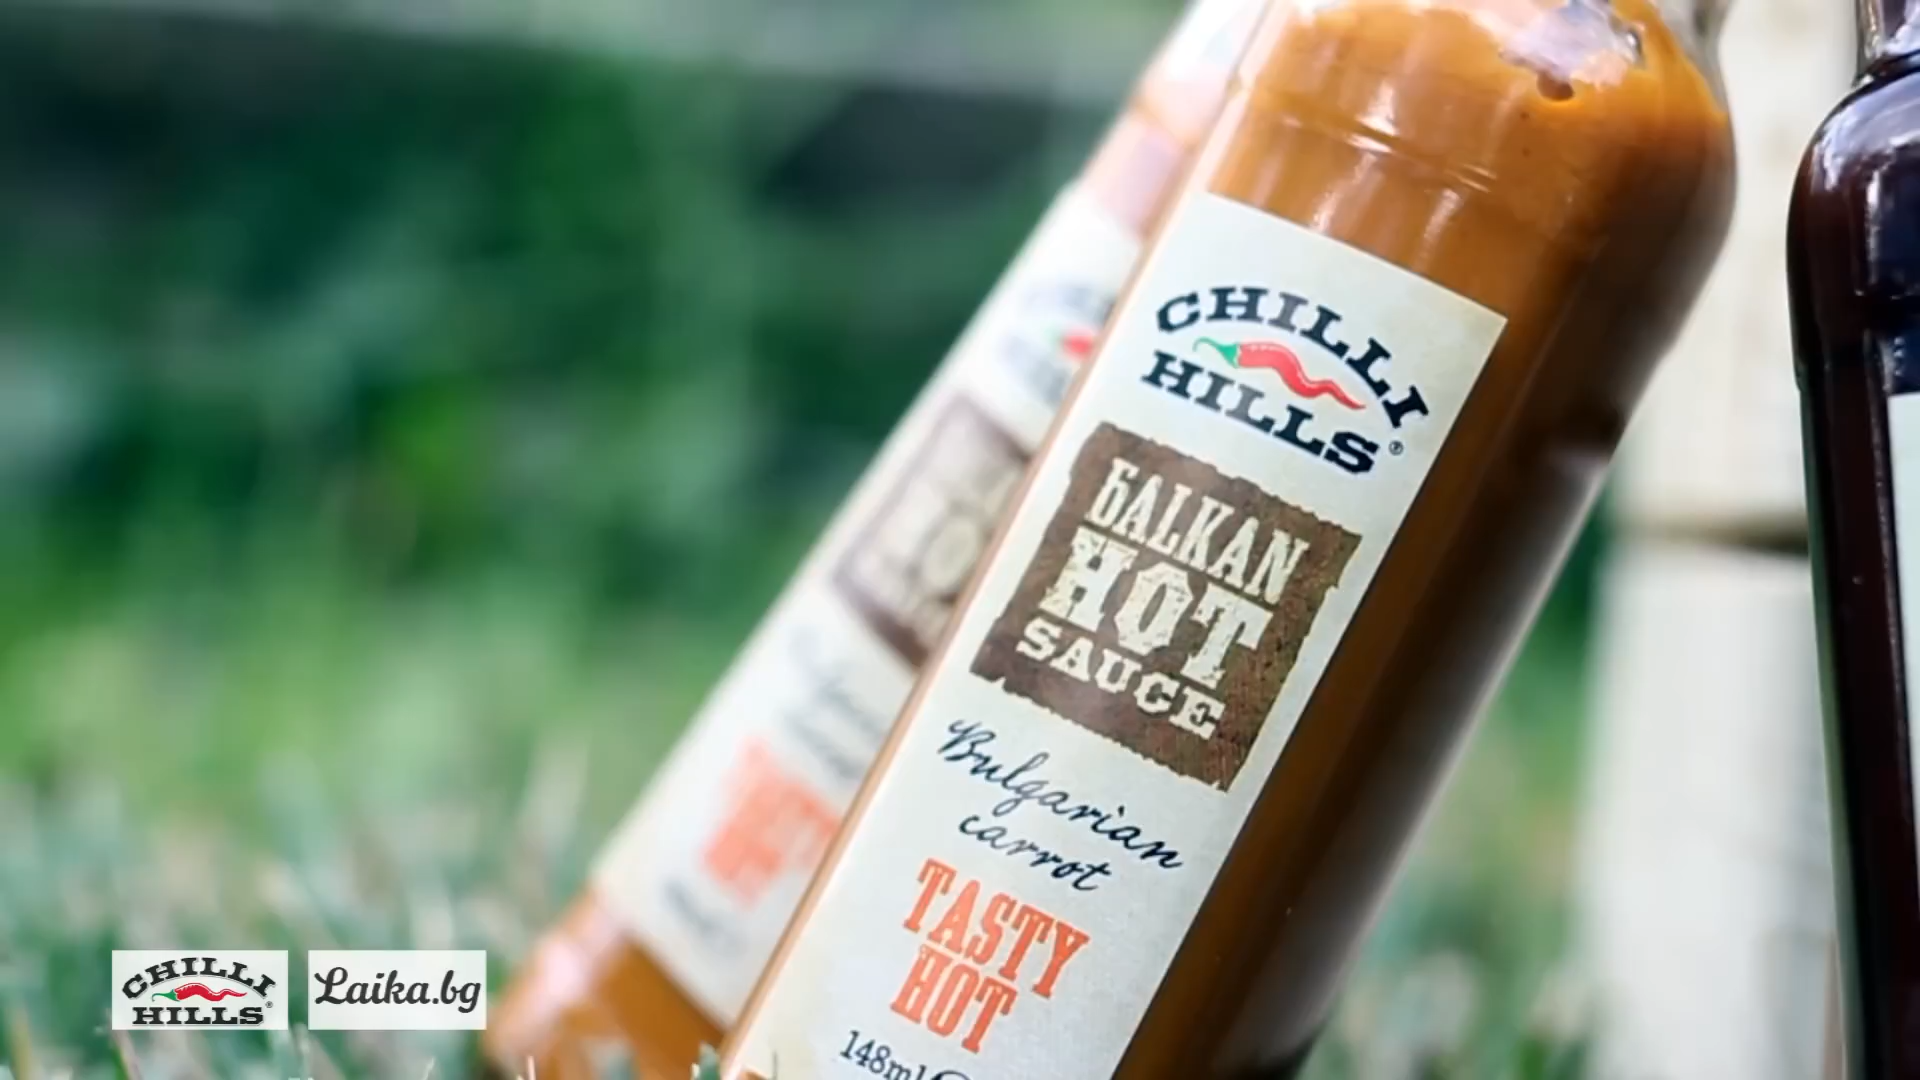 CHILLI
HILLS®
БALKAN
HOT
SAUCE
Bulgarian
carrot
TASTY
HOT
148ml
CHILLI
HILLS®
Laika.bg